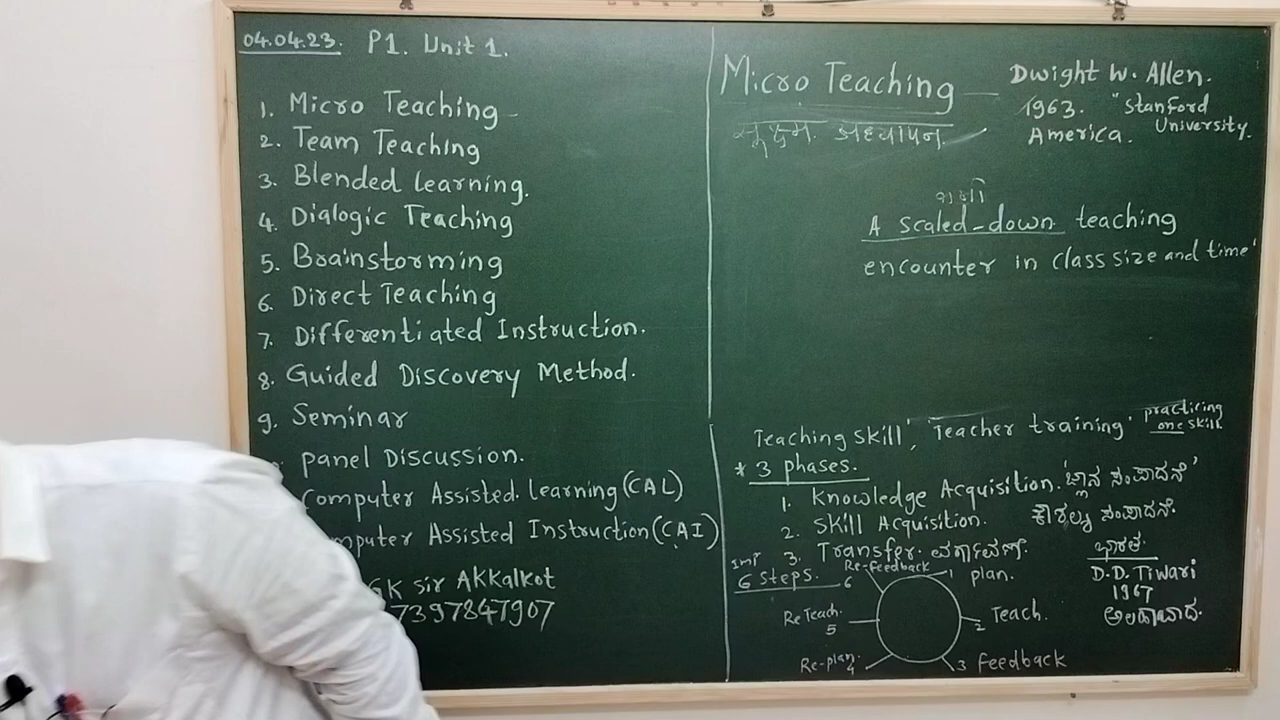 04.04.23. P1. Unit 1.
1. Micro Teaching
2. Team Teaching
3. Blended learning.
4. Dialogic Teaching
5. Brainstorming
6. Direct Teaching
7. Differentiated Instruction.
8. Guided Discovery Method.
9. Seminar
Panel Discussion.
Computer Assisted. learning (CAL)
mputer Assisted Instruction (CAI)
GK Sir Akkalkot
7397847907
Micro Teaching — Dwight W. Allen.
1963. "Stanford University.
America.
सूक्ष्म. अध्यापन.
A scaled-down teaching
encounter in class size and time'
Teaching skill', 'Teacher training' practicing one skill
* 3 phases.
1. Knowledge Acquisition. 'ಜ್ಞಾನ ಸಂಪಾದನೆ'
2. Skill Acquisition. ಕೌಶಲ್ಯ ಸಂಪಾದನೆ.
3. Transfer. ವರ್ಗಾವಣೆ.
Imp
6 Steps.
1 plan.
2 Teach.
3 Feedback
Re-plan. 4
Re Teach. 5
Re-feedback 6
ಭಾರತ.
D.D. Tiwari
1967
ಅಲಹಾಬಾದ.